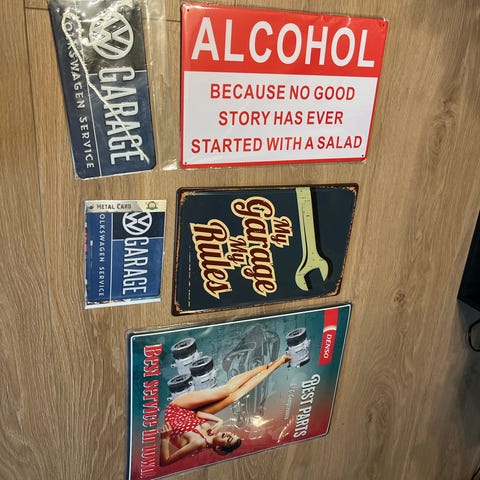 VW GARAGE
VOLKSWAGEN SERVICE
ALCOHOL
BECAUSE NO GOOD
STORY HAS EVER
STARTED WITH A SALAD
METAL CARD
VW GARAGE
VOLKSWAGEN SERVICE
My
Garage
My
Rules
DENSO
BEST PARTS
Best service in town